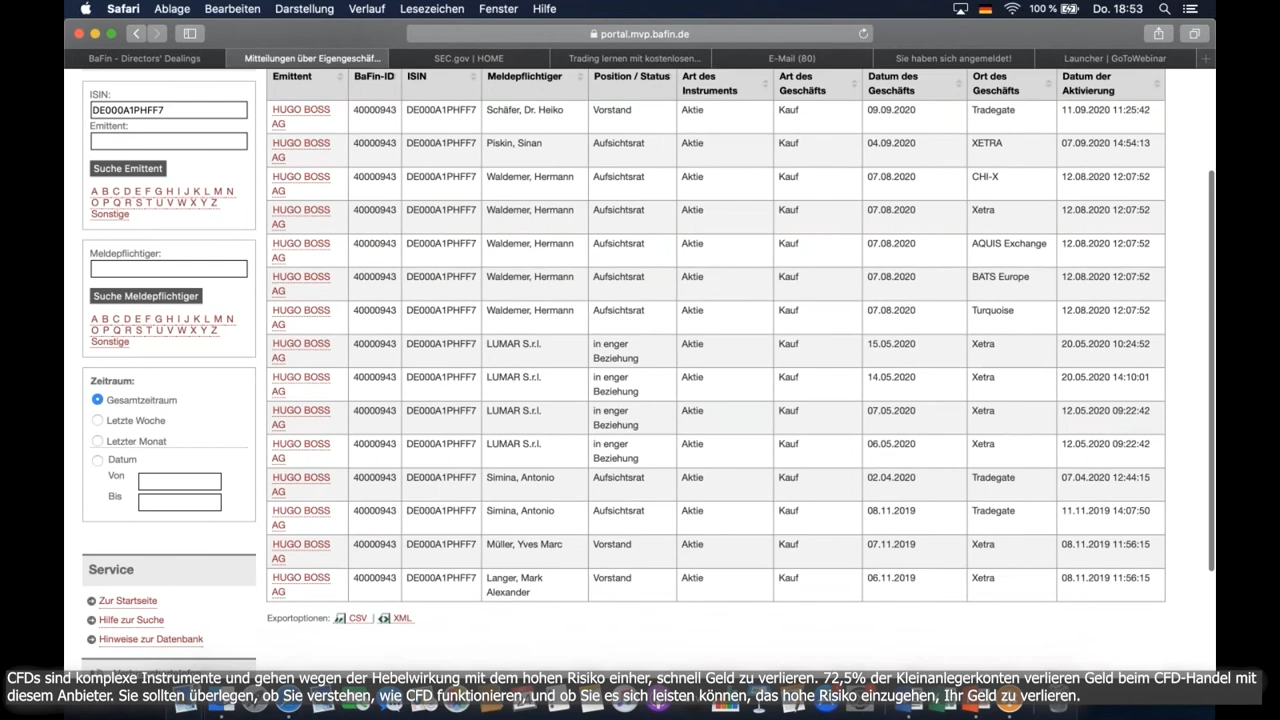 Safari Ablage Bearbeiten Darstellung Verlauf Lesezeichen Fenster Hilfe 100 % Do. 18:53
portal.mvp.bafin.de
BaFin - Directors' Dealings Mitteilungen über Eigengeschäf... SEC.gov | HOME Trading lernen mit kostenlosen... E-Mail (80) Sie haben sich angemeldet! Launcher | GoToWebinar
ISIN:
DE000A1PHFF7
Emittent:
Suche Emittent
A B C D E F G H I J K L M N
O P Q R S T U V W X Y Z
Sonstige
Meldepflichtiger:
Suche Meldepflichtiger
A B C D E F G H I J K L M N
O P Q R S T U V W X Y Z
Sonstige
Zeitraum:
Gesamtzeitraum
Letzte Woche
Letzter Monat
Datum
Von
Bis
Service
Zur Startseite
Hilfe zur Suche
Hinweise zur Datenbank
Emittent BaFin-ID ISIN Meldepflichtiger Position / Status Art des Instruments Art des Geschäfts Datum des Geschäfts Ort des Geschäfts Datum der Aktivierung
HUGO BOSS AG 40000943 DE000A1PHFF7 Schäfer, Dr. Heiko Vorstand Aktie Kauf 09.09.2020 Tradegate 11.09.2020 11:25:42
HUGO BOSS AG 40000943 DE000A1PHFF7 Piskin, Sinan Aufsichtsrat Aktie Kauf 04.09.2020 XETRA 07.09.2020 14:54:13
HUGO BOSS AG 40000943 DE000A1PHFF7 Waldemer, Hermann Aufsichtsrat Aktie Kauf 07.08.2020 CHI-X 12.08.2020 12:07:52
HUGO BOSS AG 40000943 DE000A1PHFF7 Waldemer, Hermann Aufsichtsrat Aktie Kauf 07.08.2020 Xetra 12.08.2020 12:07:52
HUGO BOSS AG 40000943 DE000A1PHFF7 Waldemer, Hermann Aufsichtsrat Aktie Kauf 07.08.2020 AQUIS Exchange 12.08.2020 12:07:52
HUGO BOSS AG 40000943 DE000A1PHFF7 Waldemer, Hermann Aufsichtsrat Aktie Kauf 07.08.2020 BATS Europe 12.08.2020 12:07:52
HUGO BOSS AG 40000943 DE000A1PHFF7 Waldemer, Hermann Aufsichtsrat Aktie Kauf 07.08.2020 Turquoise 12.08.2020 12:07:52
HUGO BOSS AG 40000943 DE000A1PHFF7 LUMAR S.r.l. in enger Beziehung Aktie Kauf 15.05.2020 Xetra 20.05.2020 10:24:52
HUGO BOSS AG 40000943 DE000A1PHFF7 LUMAR S.r.l. in enger Beziehung Aktie Kauf 14.05.2020 Xetra 20.05.2020 14:10:01
HUGO BOSS AG 40000943 DE000A1PHFF7 LUMAR S.r.l. in enger Beziehung Aktie Kauf 07.05.2020 Xetra 12.05.2020 09:22:42
HUGO BOSS AG 40000943 DE000A1PHFF7 LUMAR S.r.l. in enger Beziehung Aktie Kauf 06.05.2020 Xetra 12.05.2020 09:22:42
HUGO BOSS AG 40000943 DE000A1PHFF7 Simina, Antonio Aufsichtsrat Aktie Kauf 02.04.2020 Tradegate 07.04.2020 12:44:15
HUGO BOSS AG 40000943 DE000A1PHFF7 Simina, Antonio Aufsichtsrat Aktie Kauf 08.11.2019 Tradegate 11.11.2019 14:07:50
HUGO BOSS AG 40000943 DE000A1PHFF7 Müller, Yves Marc Vorstand Aktie Kauf 07.11.2019 Xetra 08.11.2019 11:56:15
HUGO BOSS AG 40000943 DE000A1PHFF7 Langer, Mark Alexander Vorstand Aktie Kauf 06.11.2019 Xetra 08.11.2019 11:56:15
Exportoptionen: CSV | XML
CFDs sind komplexe Instrumente und gehen wegen der Hebelwirkung mit dem hohen Risiko einher, schnell Geld zu verlieren. 72,5% der Kleinanlegerkonten verlieren Geld beim CFD-Handel mit
diesem Anbieter. Sie sollten überlegen, ob Sie verstehen, wie CFD funktionieren, und ob Sie es sich leisten können, das hohe Risiko einzugehen, Ihr Geld zu verlieren.